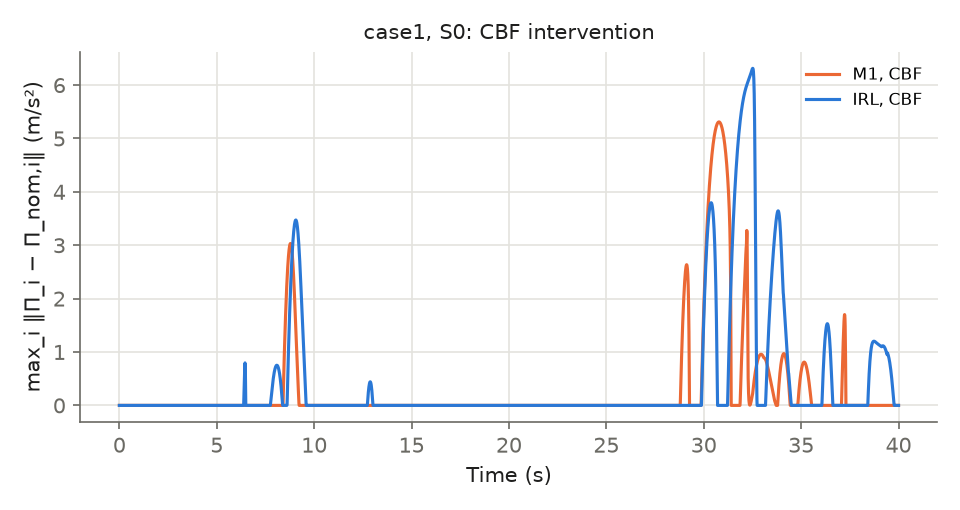 case1, S0: CBF intervention
M1, CBF
IRL, CBF
max_i ‖Π_i − Π_nom,i‖ (m/s²)
6
5
4
3
2
1
0
0 5 10 15 20 25 30 35 40
Time (s)